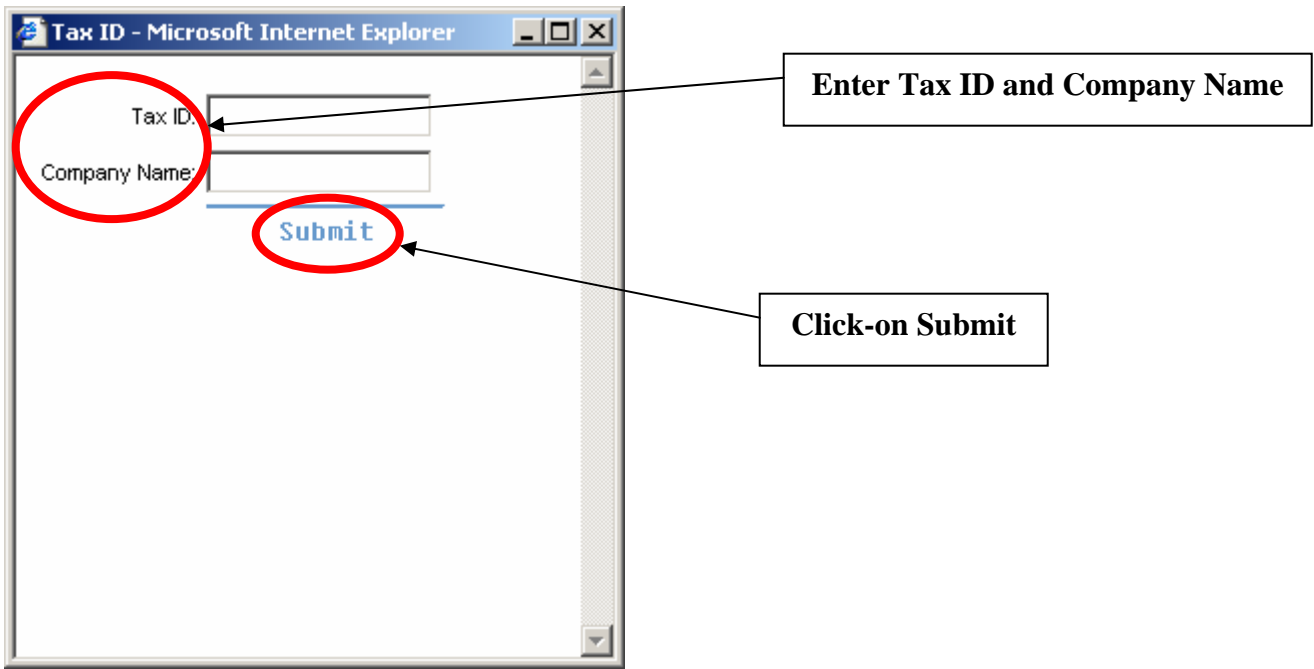 Tax ID - Microsoft Internet Explorer
Enter Tax ID and Company Name
Tax ID:
Company Name:
Submit
Click-on Submit